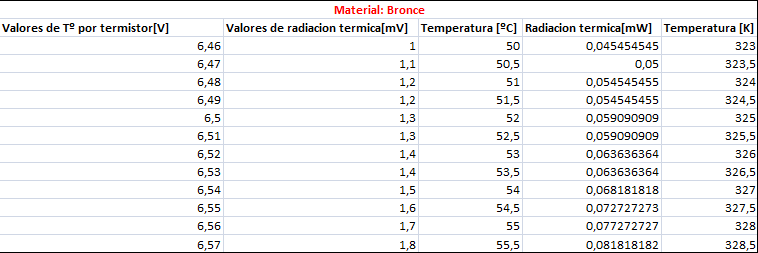 Material: Bronce
Valores de Tº por termistor[V] Valores de radiacion termica[mV] Temperatura [ºC] Radiacion termica[mW] Temperatura [K]
6,46 1 50 0,045454545 323
6,47 1,1 50,5 0,05 323,5
6,48 1,2 51 0,054545455 324
6,49 1,2 51,5 0,054545455 324,5
6,5 1,3 52 0,059090909 325
6,51 1,3 52,5 0,059090909 325,5
6,52 1,4 53 0,063636364 326
6,53 1,4 53,5 0,063636364 326,5
6,54 1,5 54 0,068181818 327
6,55 1,6 54,5 0,072727273 327,5
6,56 1,7 55 0,077272727 328
6,57 1,8 55,5 0,081818182 328,5